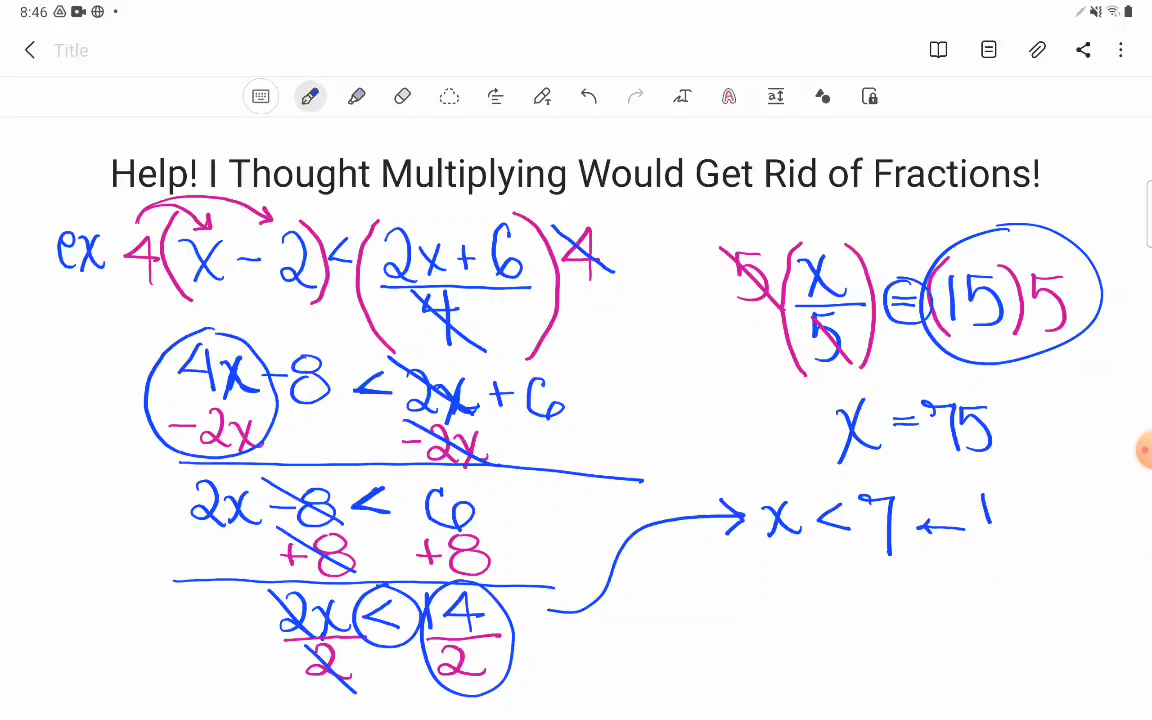 8:46
Title
Help! I Thought Multiplying Would Get Rid of Fractions!
ex 4(x - 2) < (2x + 6 / 4) 4
5(x / 5) = (15)5
4x - 8 < 2x + 6
-2x -2x
x = 75
2x - 8 < 6
+8 +8
x < 7 ←
2x < 14
2 2